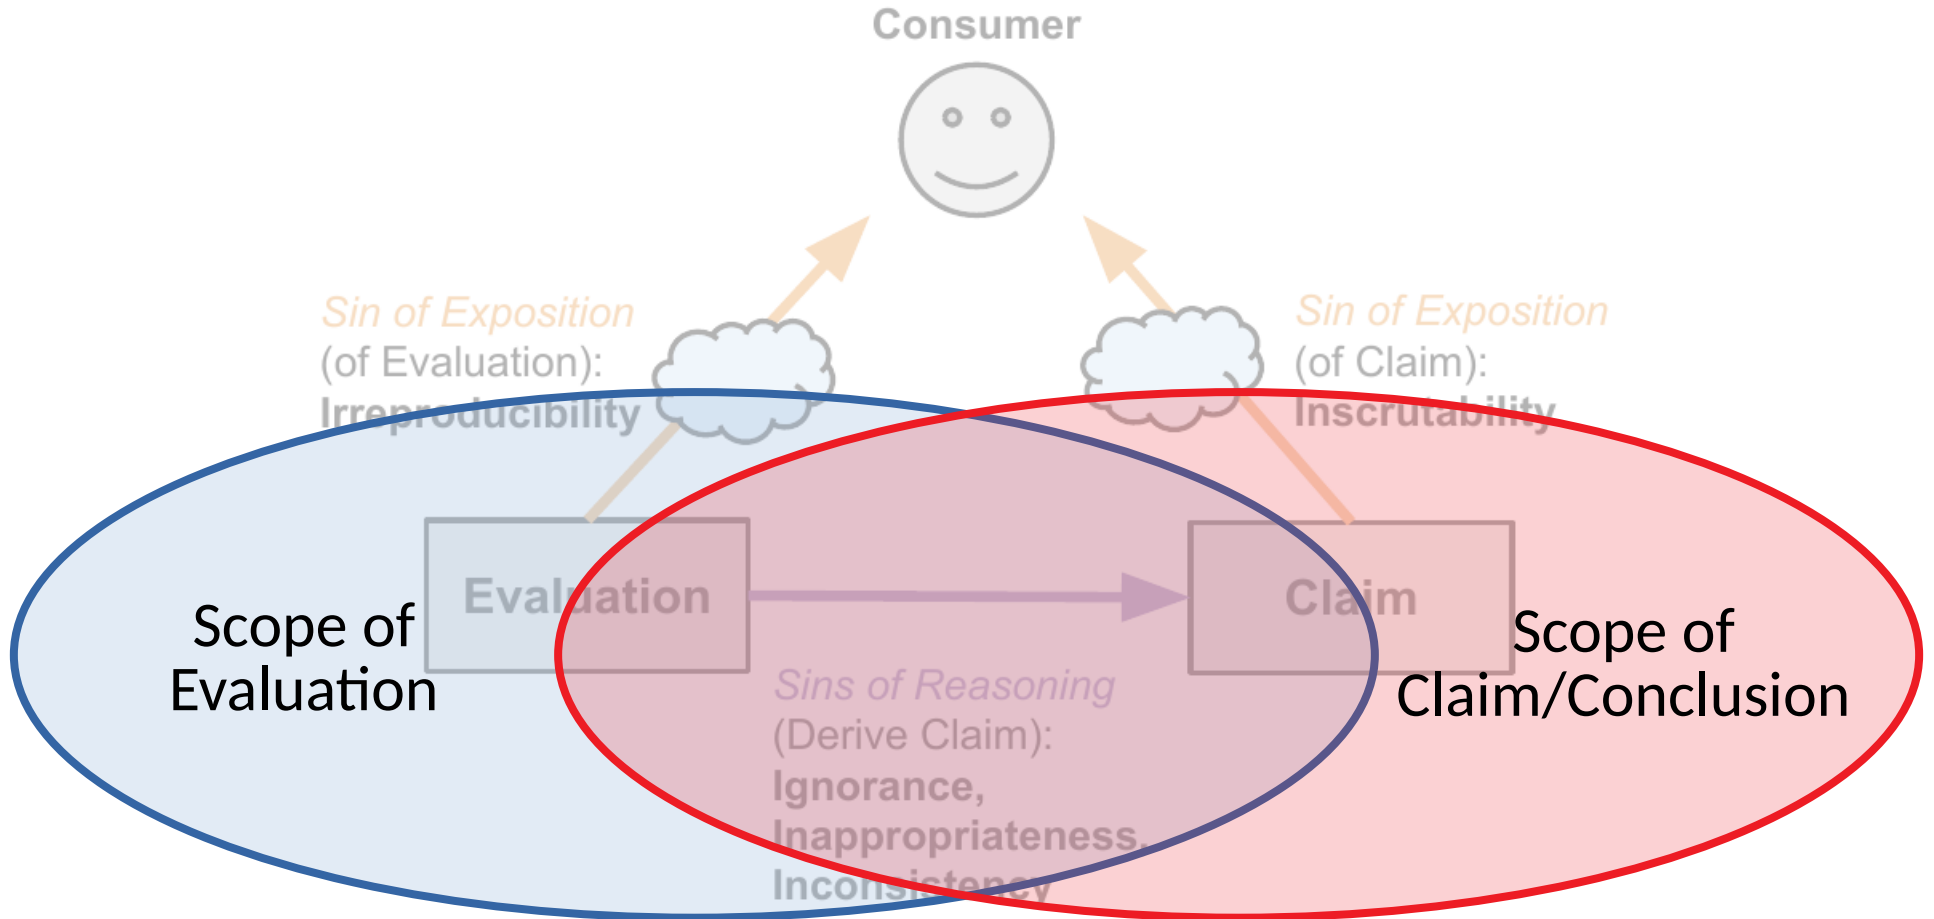 Consumer
Sin of Exposition
(of Evaluation):
Irreproducibility
Sin of Exposition
(of Claim):
Inscrutability
Evaluation
Claim
Scope of
Evaluation
Scope of
Claim/Conclusion
Sins of Reasoning
(Derive Claim):
Ignorance,
Inappropriateness,
Inconsistency